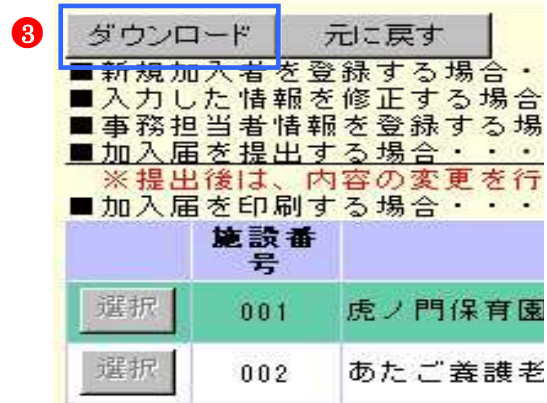 ❸ ダウンロード 元に戻す
■新規加入者を登録する場合・
■入力した情報を修正する場合
■事務担当者情報を登録する場
■加入届を提出する場合・・・
※提出後は、内容の変更を行
■加入届を印刷する場合・・・
施設番
号
選択 001 虎ノ門保育園
選択 002 あたご養護老